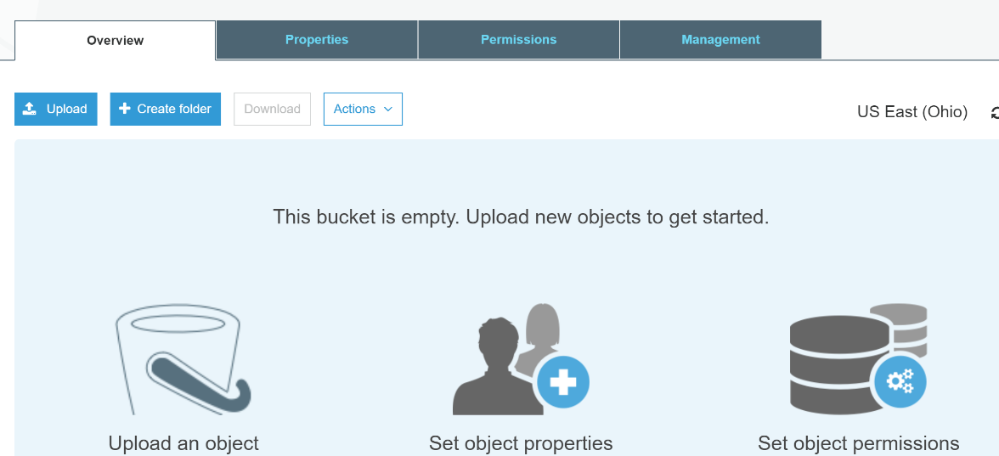 Overview Properties Permissions Management
Upload Create folder Download Actions
US East (Ohio)
This bucket is empty. Upload new objects to get started.
Upload an object Set object properties Set object permissions